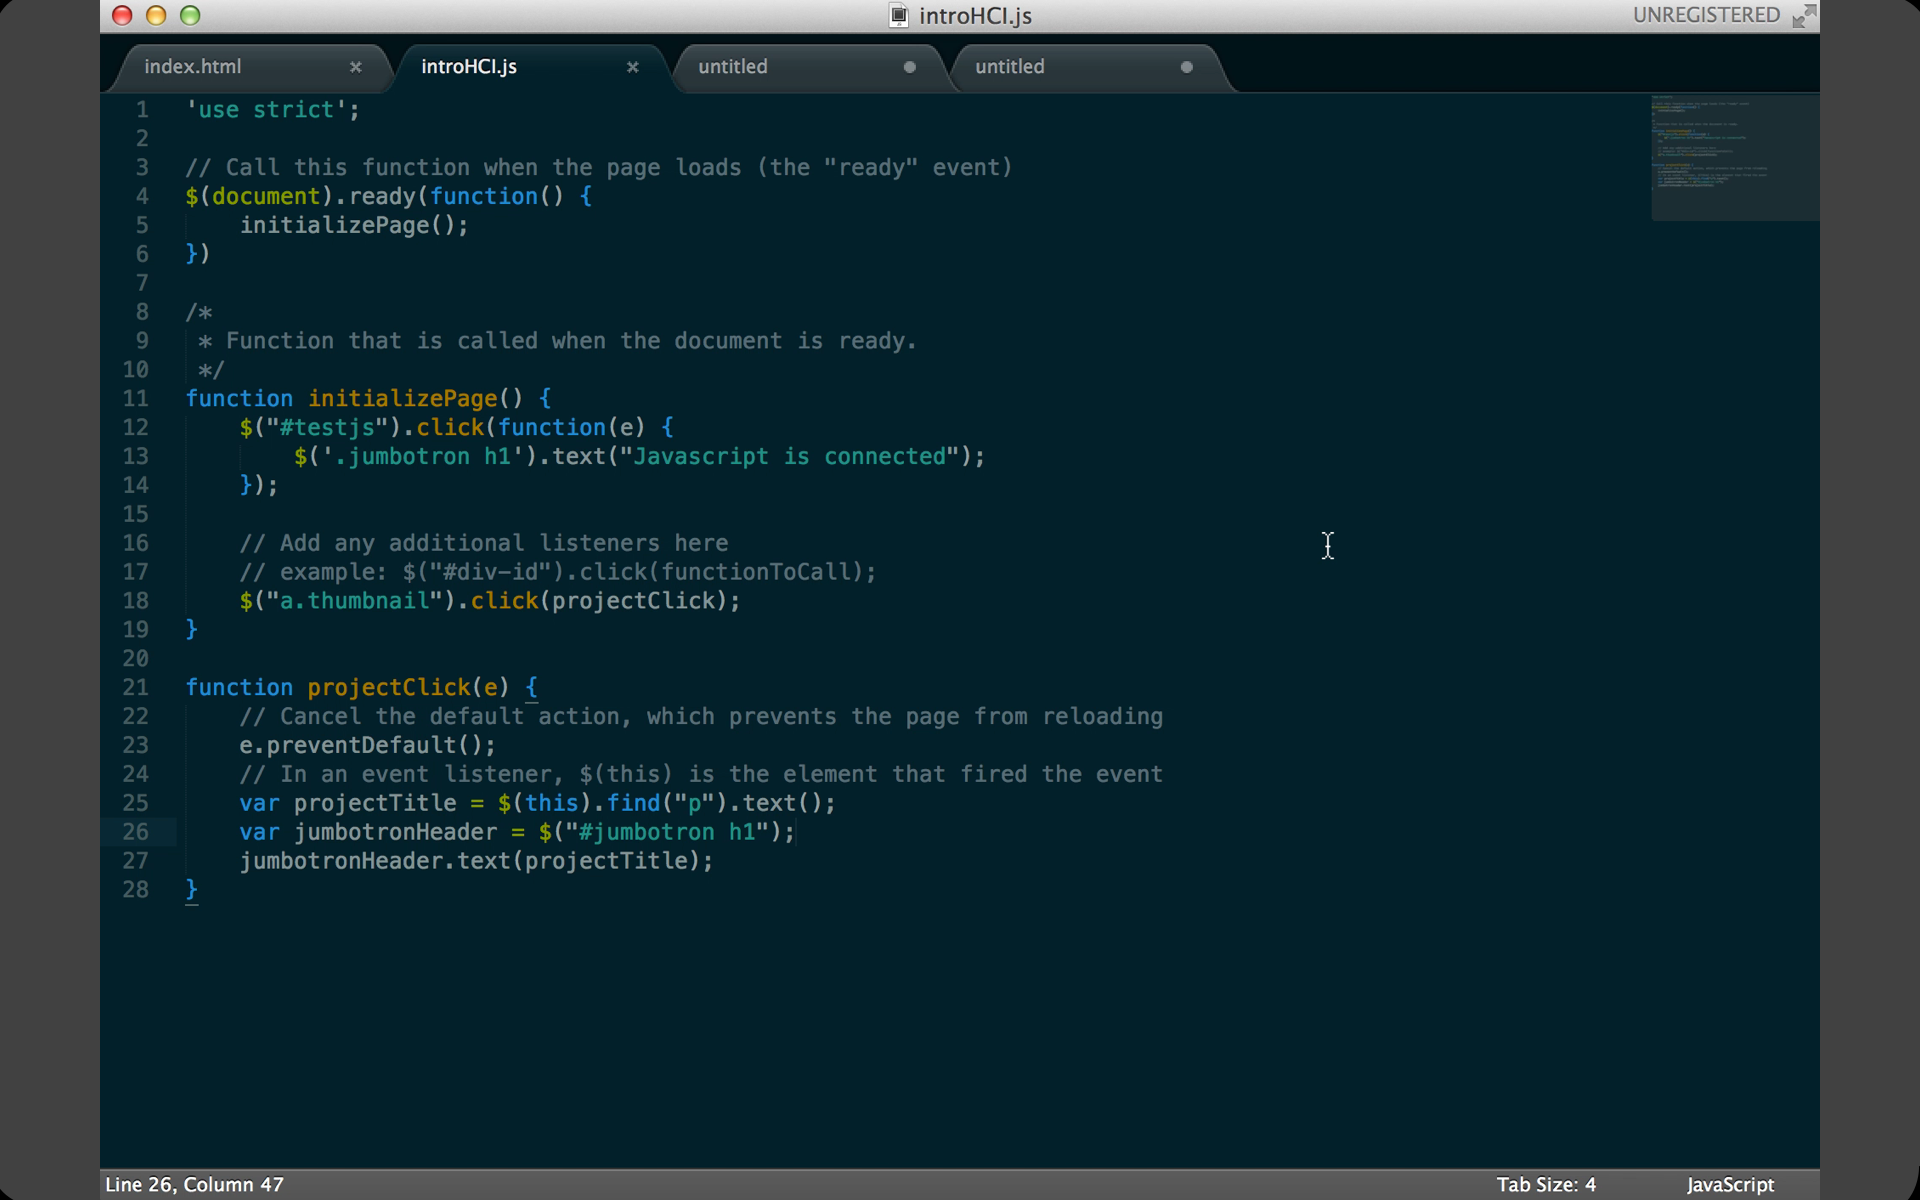 introHCI.js
UNREGISTERED
index.html
introHCI.js
untitled
untitled
1 'use strict';
2
3 // Call this function when the page loads (the "ready" event)
4 $(document).ready(function() {
5     initializePage();
6 })
7
8 /*
9  * Function that is called when the document is ready.
10  */
11 function initializePage() {
12     $("#testjs").click(function(e) {
13         $('.jumbotron h1').text("Javascript is connected");
14     });
15
16     // Add any additional listeners here
17     // example: $("#div-id").click(functionToCall);
18     $("a.thumbnail").click(projectClick);
19 }
20
21 function projectClick(e) {
22     // Cancel the default action, which prevents the page from reloading
23     e.preventDefault();
24     // In an event listener, $(this) is the element that fired the event
25     var projectTitle = $(this).find("p").text();
26     var jumbotronHeader = $("#jumbotron h1");
27     jumbotronHeader.text(projectTitle);
28 }
Line 26, Column 47
Tab Size: 4
JavaScript